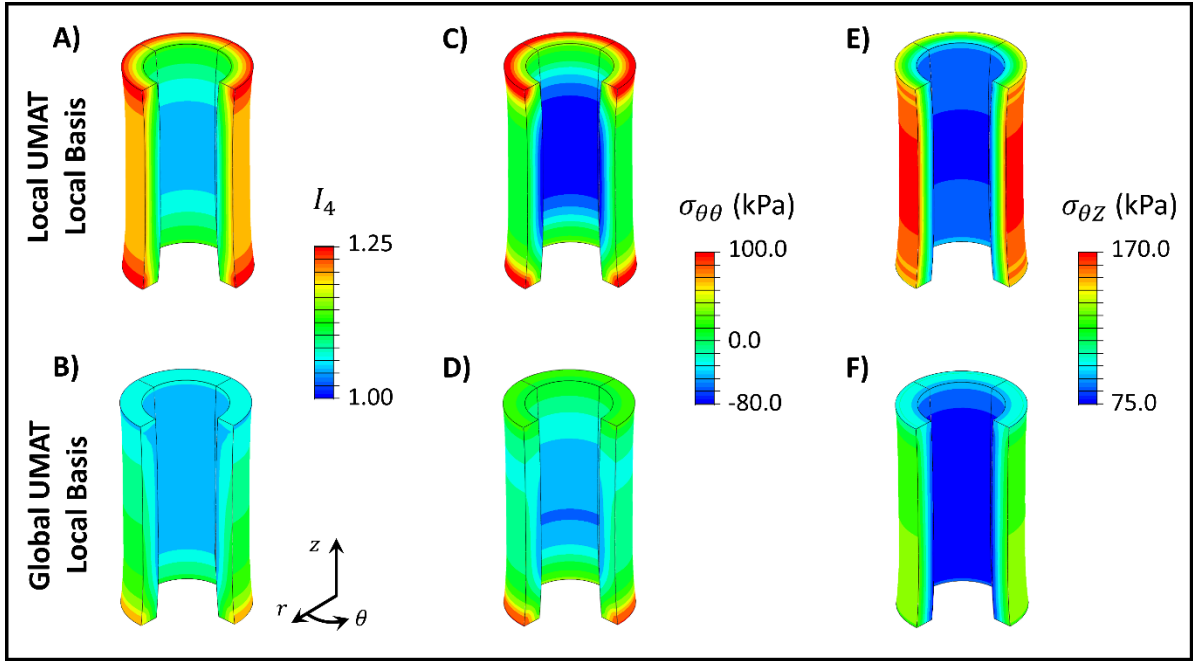 A)
C)
E)
Local UMAT
Local Basis
I₄
1.25
1.00
σθθ (kPa)
100.0
0.0
-80.0
σθZ (kPa)
170.0
75.0
B)
D)
F)
Global UMAT
Local Basis
z
r
θ